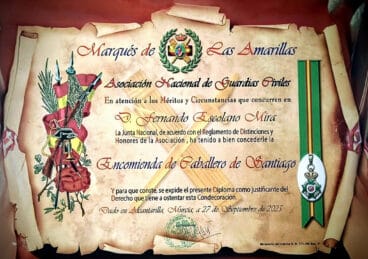 Marqués de Las Amarillas
Asociación Nacional de Guardias Civiles
En atención a los Méritos y Circunstancias que concurren en
D. Fernando Escolano Mira
La Junta Nacional, de acuerdo con el Reglamento de Distinciones y
Honores de la Asociación, ha tenido a bien concederle la
Encomienda de Caballero de Santiago
Y para que conste, se expide el presente Diploma como Justificante del
Derecho que tiene a ostentar esta Condecoración.
Dado en Alcantarilla, Murcia, a 27 de Septiembre de 2025